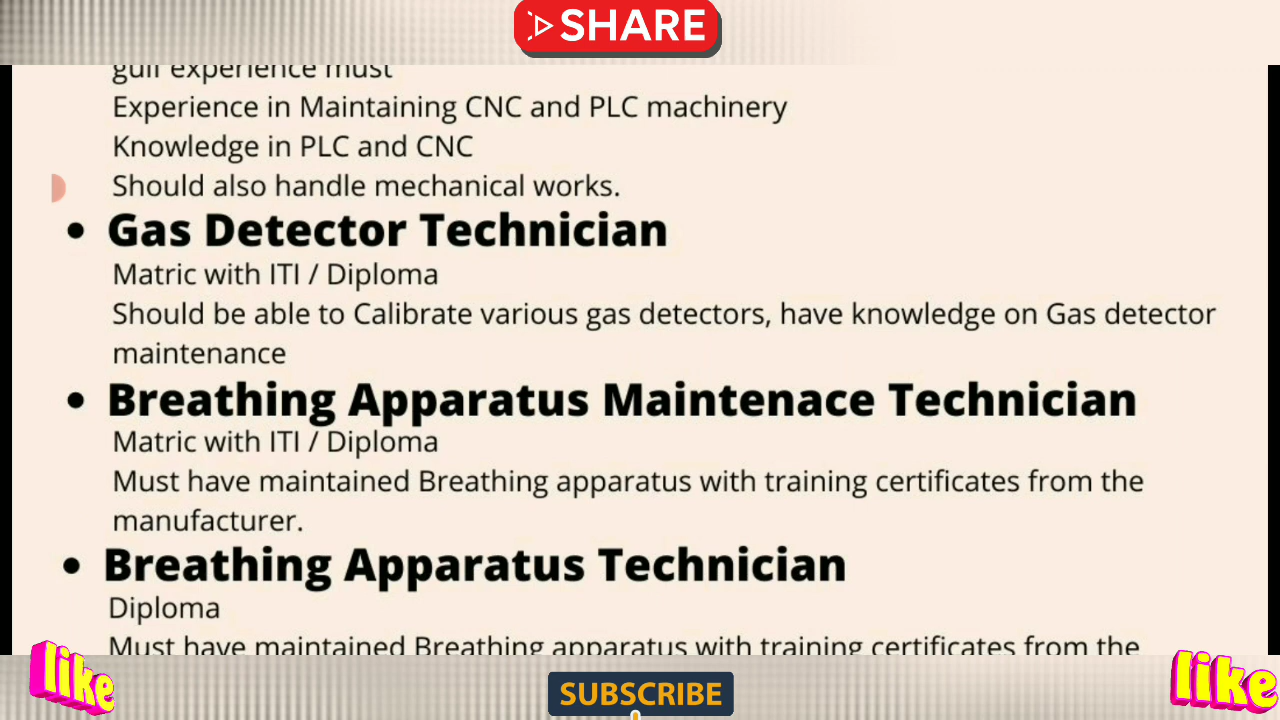 SHARE
gulf experience must
Experience in Maintaining CNC and PLC machinery
Knowledge in PLC and CNC
Should also handle mechanical works.
• Gas Detector Technician
Matric with ITI / Diploma
Should be able to Calibrate various gas detectors, have knowledge on Gas detector
maintenance
• Breathing Apparatus Maintenace Technician
Matric with ITI / Diploma
Must have maintained Breathing apparatus with training certificates from the
manufacturer.
• Breathing Apparatus Technician
Diploma
Must have maintained Breathing apparatus with training certificates from the
like
SUBSCRIBE
like